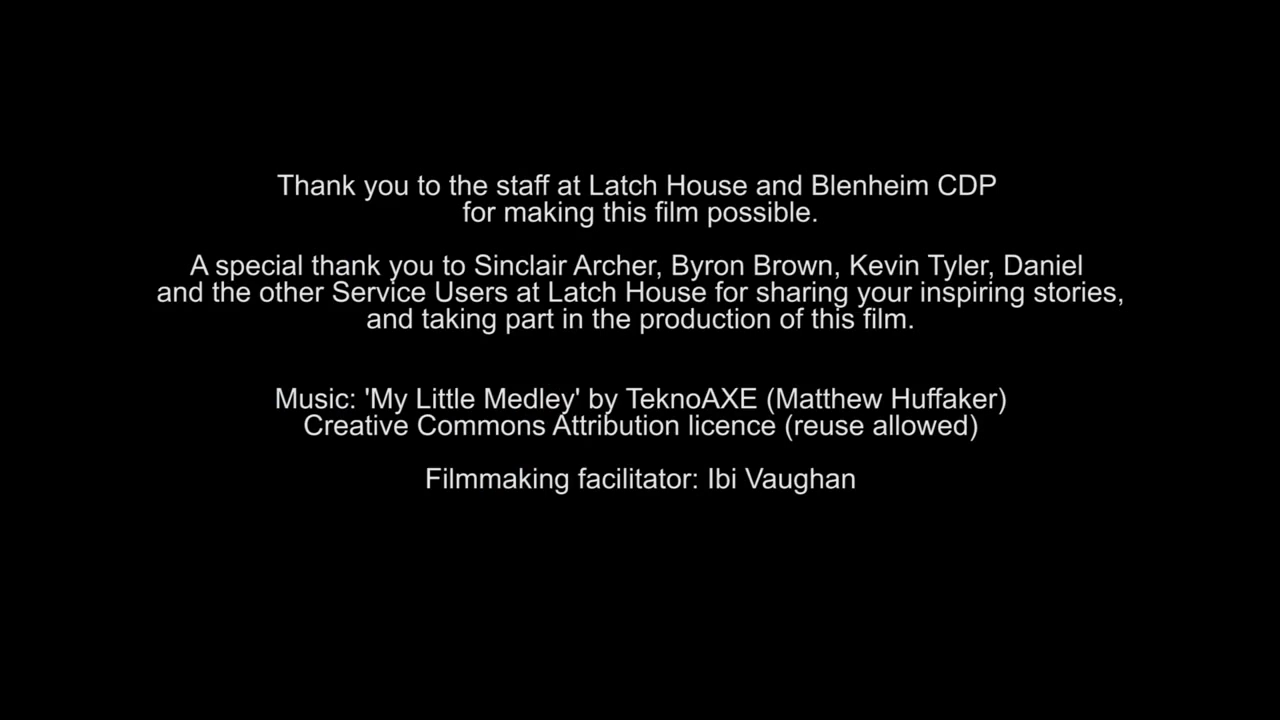 Thank you to the staff at Latch House and Blenheim CDP
for making this film possible.
A special thank you to Sinclair Archer, Byron Brown, Kevin Tyler, Daniel
and the other Service Users at Latch House for sharing your inspiring stories,
and taking part in the production of this film.
Music: 'My Little Medley' by TeknoAXE (Matthew Huffaker)
Creative Commons Attribution licence (reuse allowed)
Filmmaking facilitator: Ibi Vaughan